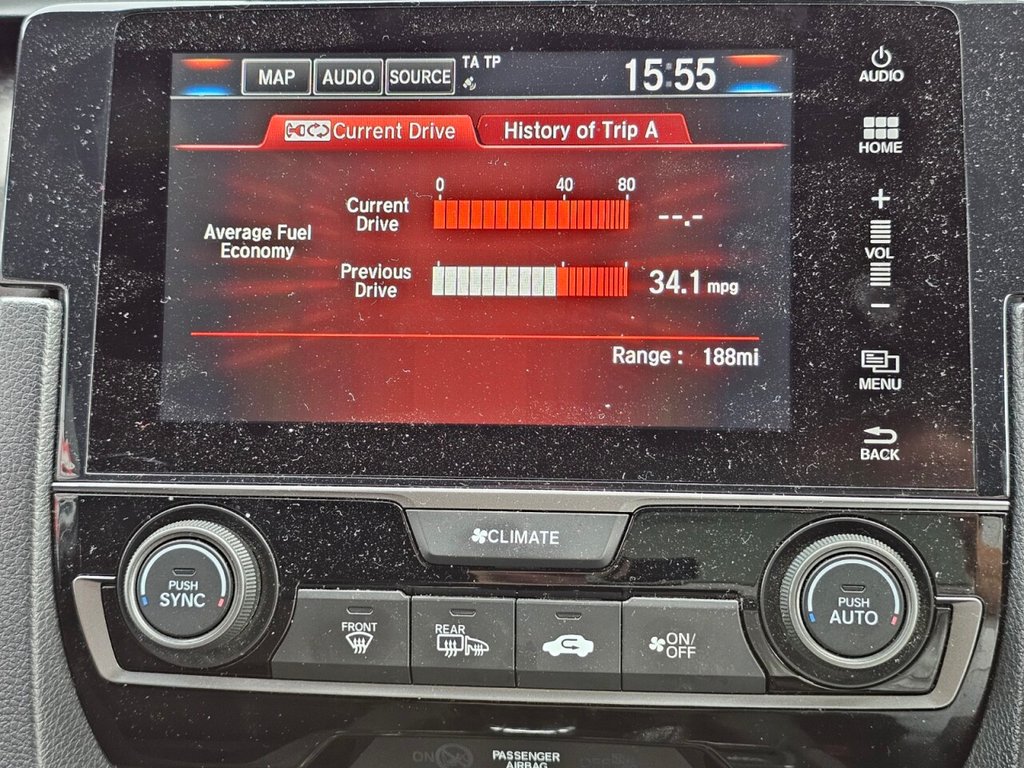 MAP AUDIO SOURCE TA TP 15:55
AUDIO
Current Drive History of Trip A
HOME
0 40 80
Current
Drive
--.-
Average Fuel
Economy
VOL
Previous
Drive
34.1 mpg
Range : 188mi
MENU
BACK
CLIMATE
PUSH
SYNC
PUSH
AUTO
FRONT
REAR
ON/
OFF
ON
PASSENGER
AIRBAG